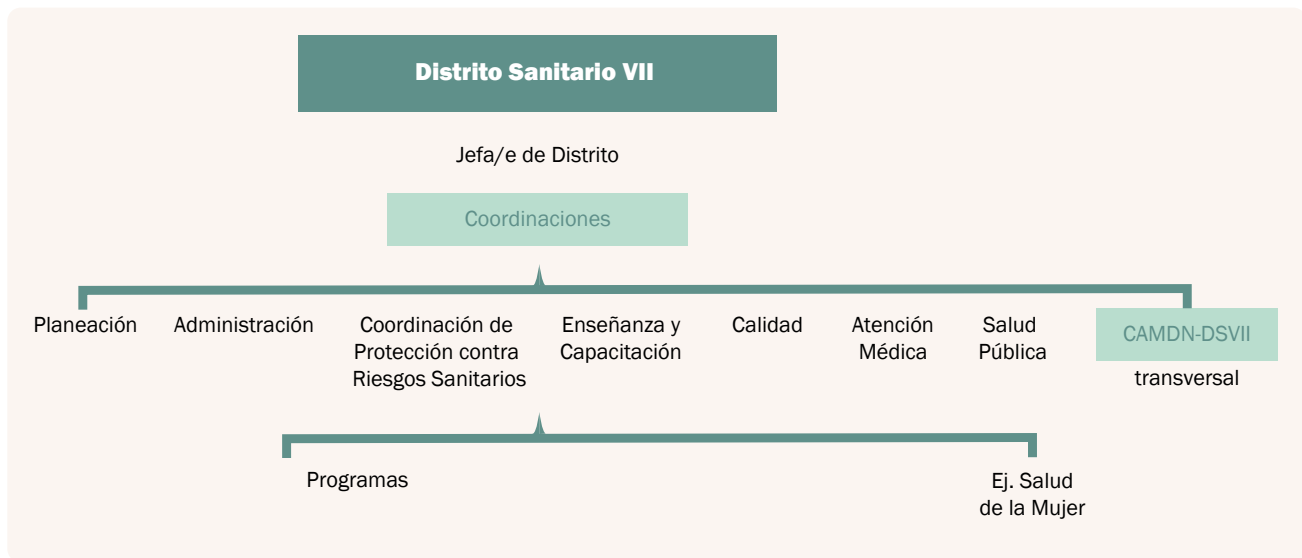 Distrito Sanitario VII
Jefa/e de Distrito
Coordinaciones
Planeación
Administración
Coordinación de
Protección contra
Riesgos Sanitarios
Enseñanza y
Capacitación
Calidad
Atención
Médica
Salud
Pública
CAMDN-DSVII
transversal
Programas
Ej. Salud
de la Mujer